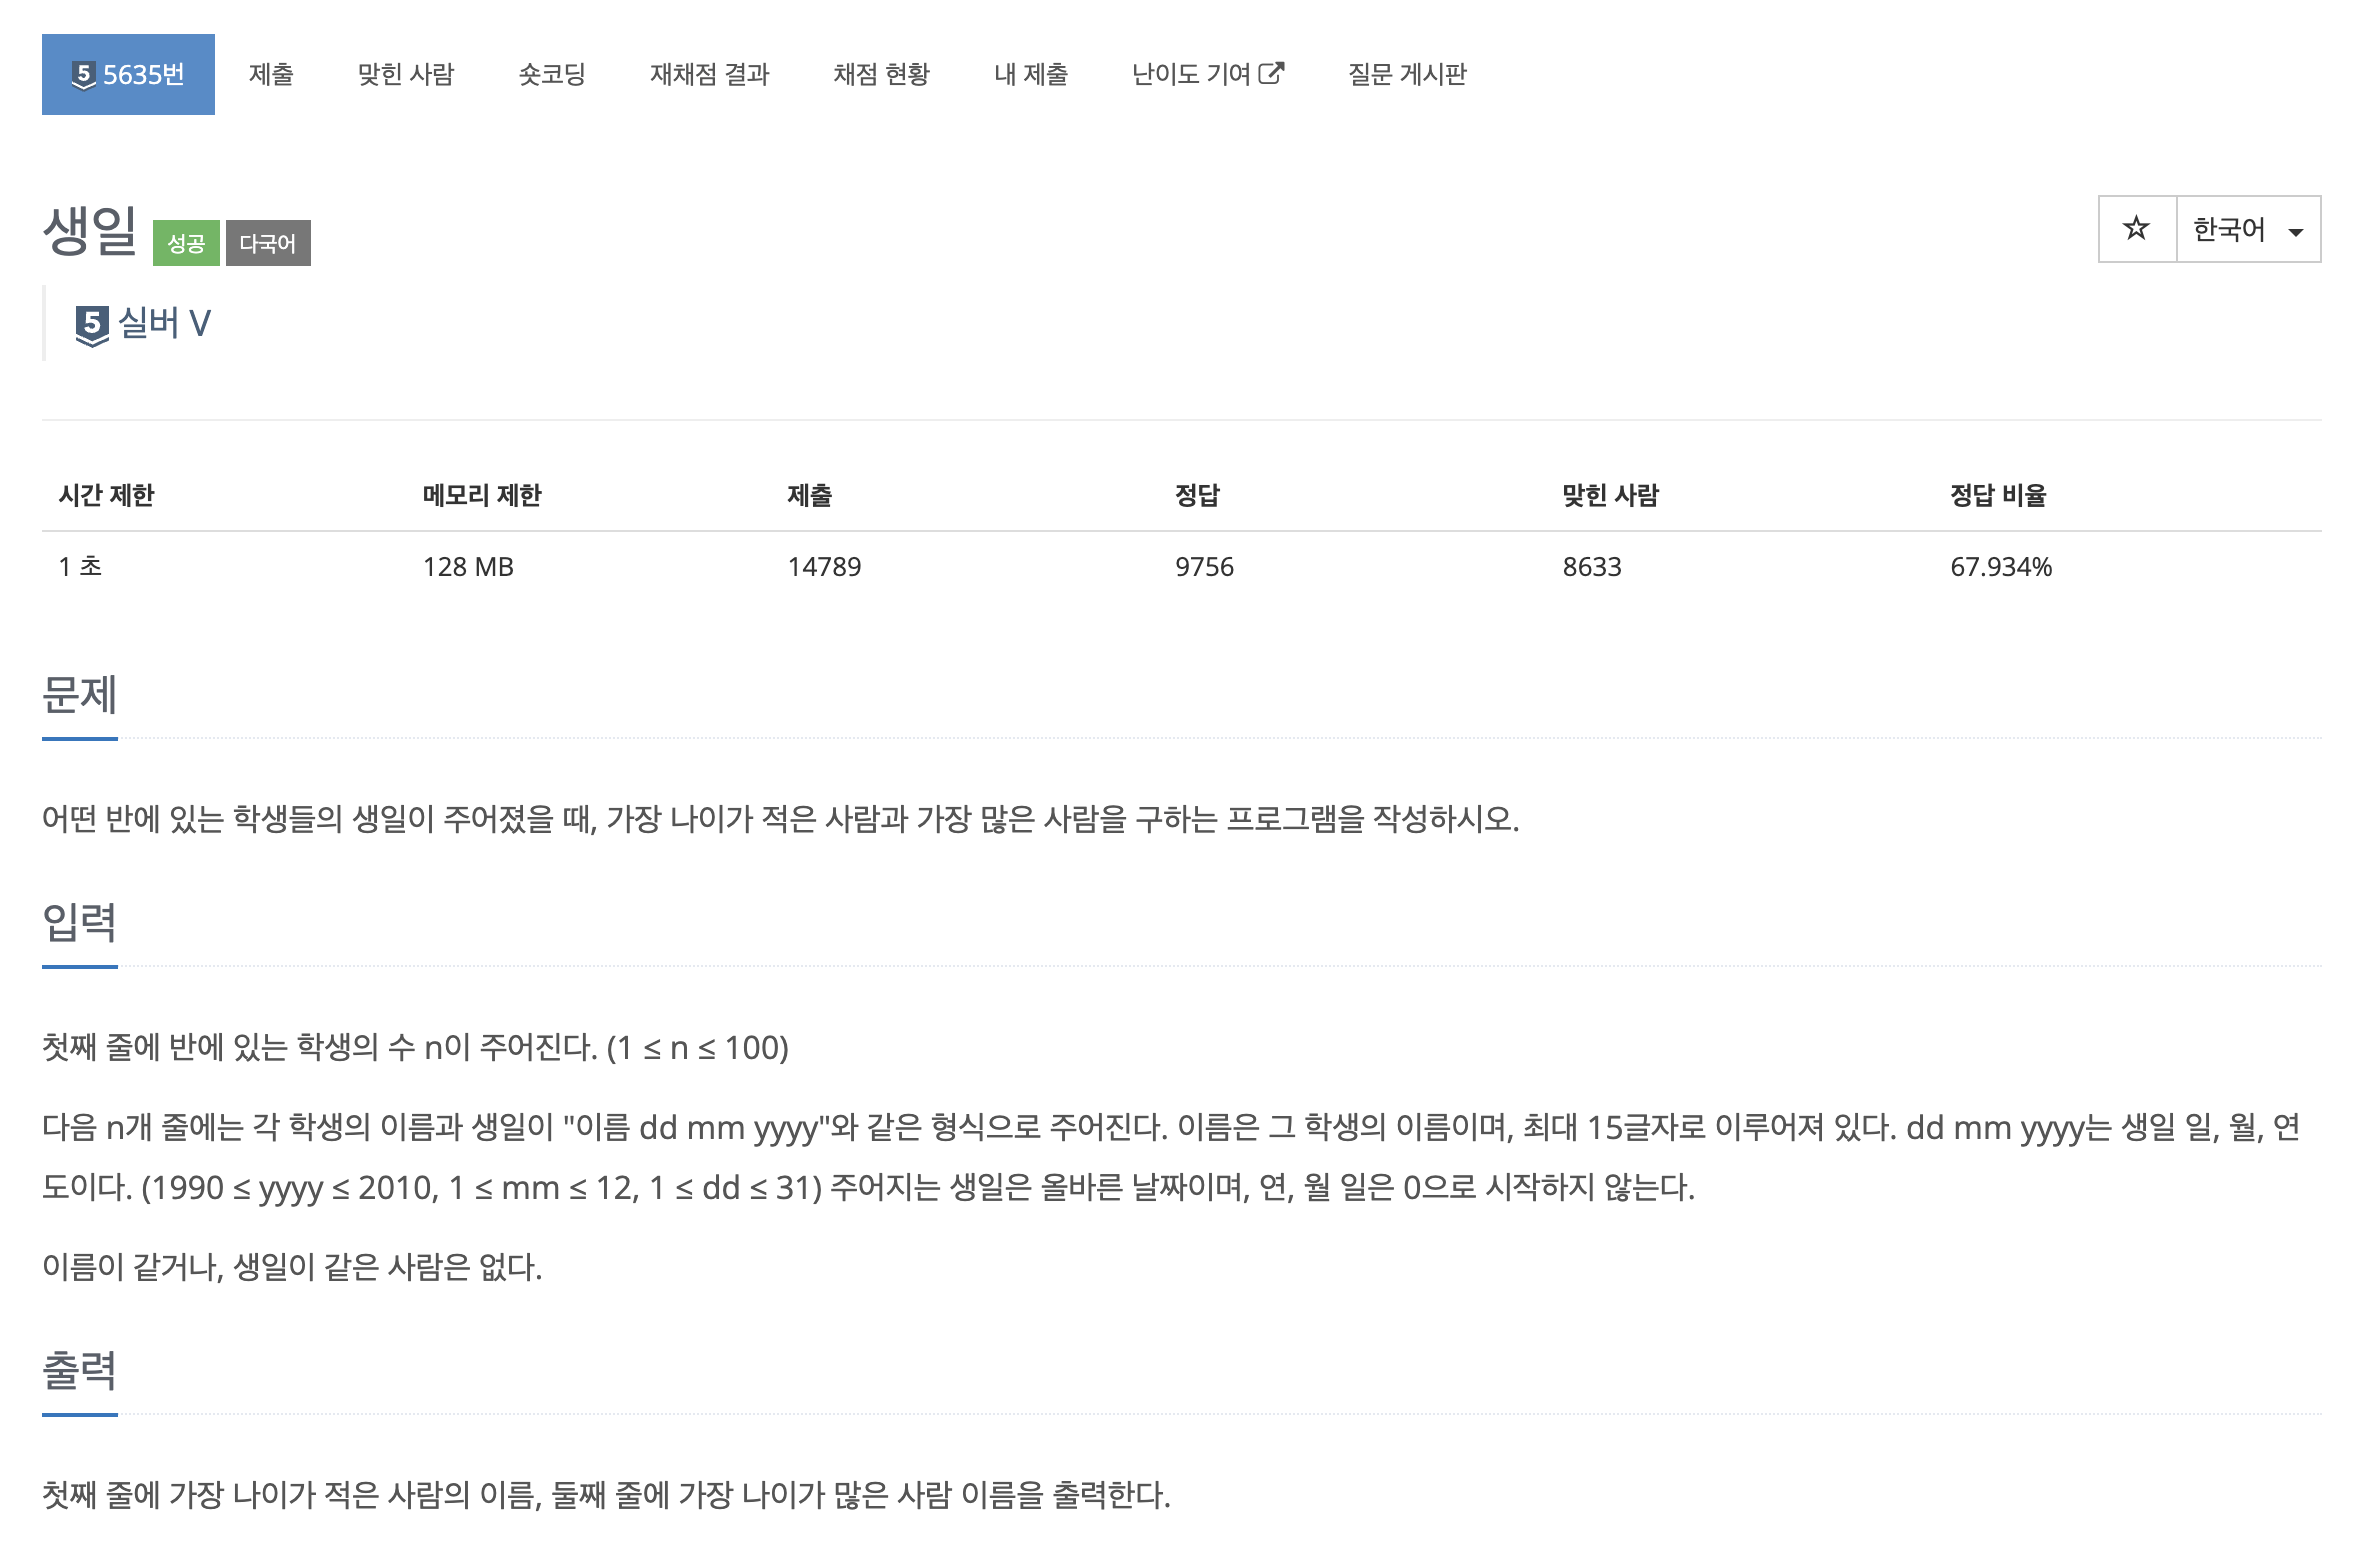 5 5635번 제출 맞힌 사람 숏코딩 재채점 결과 채점 현황 내 제출 난이도 기여 질문 게시판
생일 성공 다국어 ☆ 한국어
5 실버 V
시간 제한 메모리 제한 제출 정답 맞힌 사람 정답 비율
1 초 128 MB 14789 9756 8633 67.934%
문제
어떤 반에 있는 학생들의 생일이 주어졌을 때, 가장 나이가 적은 사람과 가장 많은 사람을 구하는 프로그램을 작성하시오.
입력
첫째 줄에 반에 있는 학생의 수 n이 주어진다. (1 ≤ n ≤ 100)
다음 n개 줄에는 각 학생의 이름과 생일이 "이름 dd mm yyyy"와 같은 형식으로 주어진다. 이름은 그 학생의 이름이며, 최대 15글자로 이루어져 있다. dd mm yyyy는 생일 일, 월, 연
도이다. (1990 ≤ yyyy ≤ 2010, 1 ≤ mm ≤ 12, 1 ≤ dd ≤ 31) 주어지는 생일은 올바른 날짜이며, 연, 월 일은 0으로 시작하지 않는다.
이름이 같거나, 생일이 같은 사람은 없다.
출력
첫째 줄에 가장 나이가 적은 사람의 이름, 둘째 줄에 가장 나이가 많은 사람 이름을 출력한다.